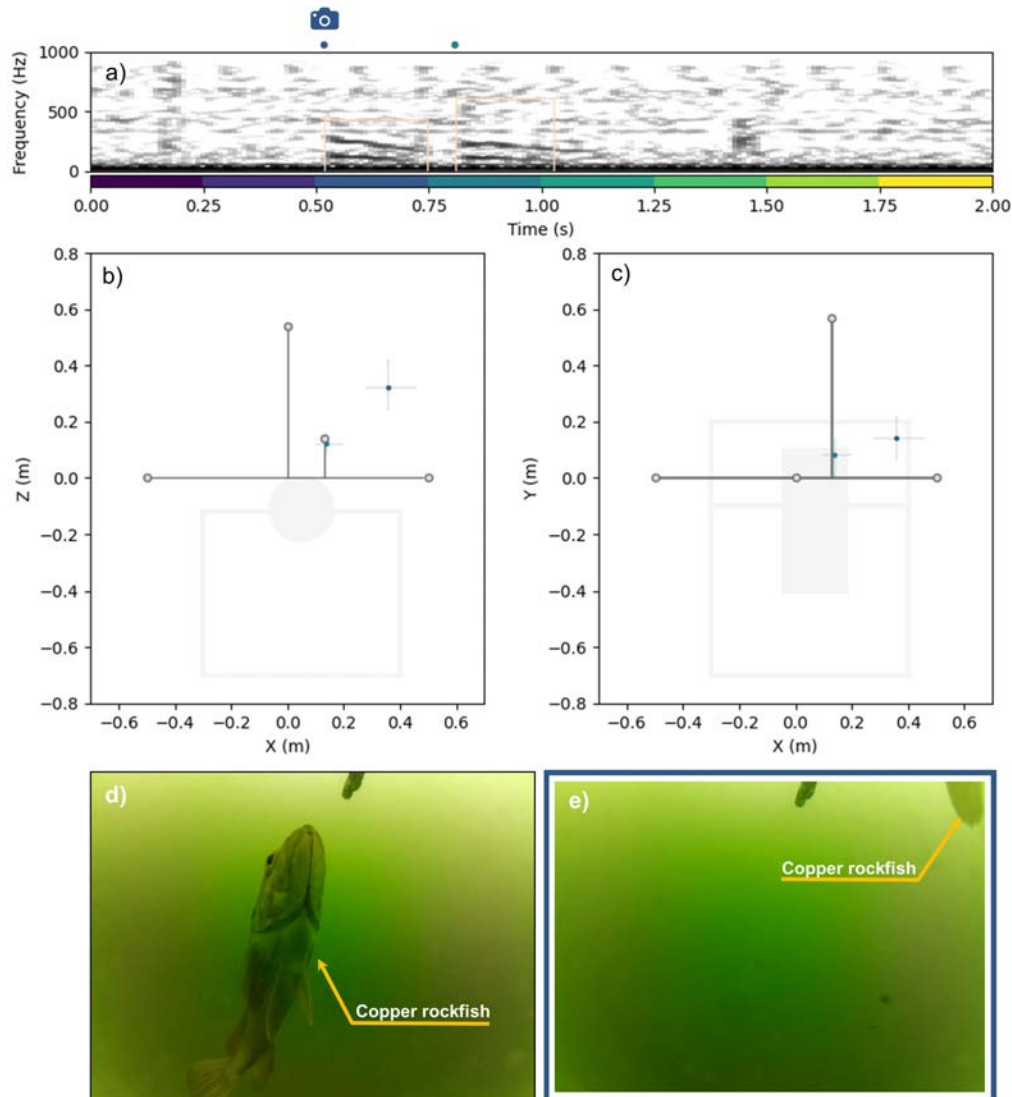 a)
Frequency (Hz)
1000
500
0
0.00 0.25 0.50 0.75 1.00 1.25 1.50 1.75 2.00
Time (s)
b)
Z (m)
0.8
0.6
0.4
0.2
0.0
−0.2
−0.4
−0.6
−0.8
−0.6 −0.4 −0.2 0.0 0.2 0.4 0.6
X (m)
c)
Y (m)
0.8
0.6
0.4
0.2
0.0
−0.2
−0.4
−0.6
−0.8
−0.6 −0.4 −0.2 0.0 0.2 0.4 0.6
X (m)
d)
Copper rockfish
e)
Copper rockfish